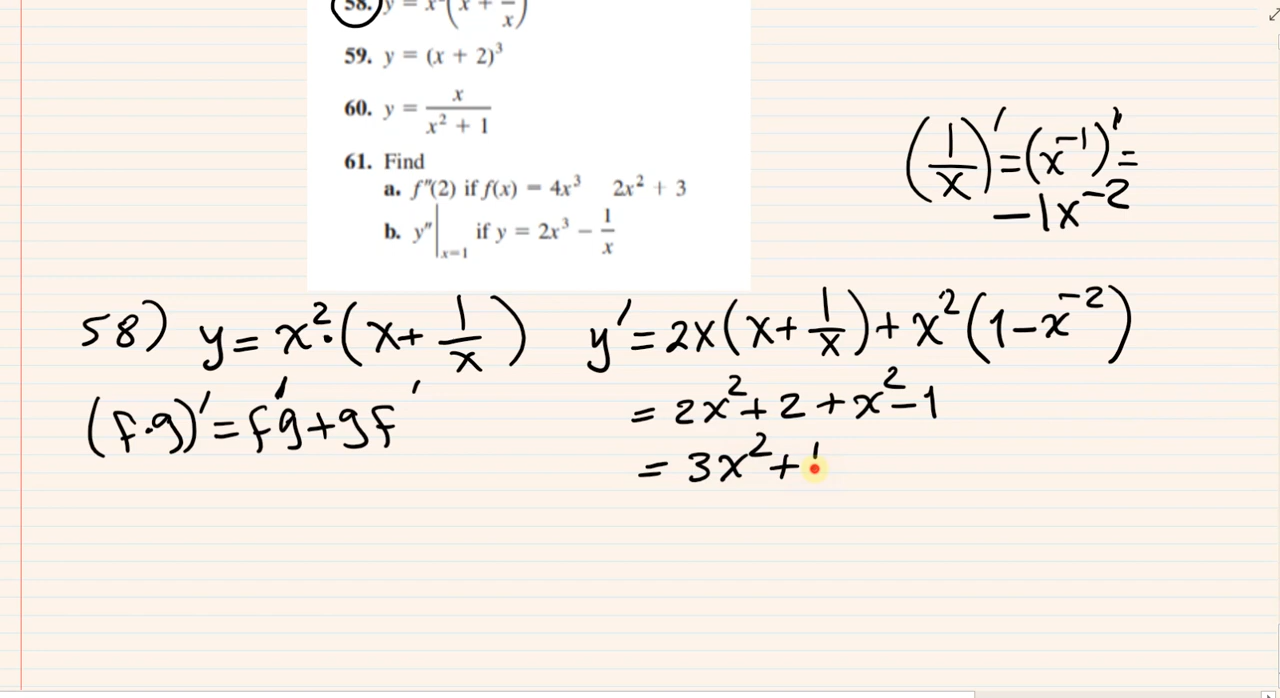 58. y = x (x + 1/x)
59. y = (x + 2)³
60. y = x/(x² + 1)
61. Find
a. f″(2) if f(x) = 4x³ 2x² + 3
b. y″|ₓ₌₁ if y = 2x³ − 1/x
(1/x)′ = (x⁻¹)′ =
−1x⁻²
58) y = x² · (x + 1/x) y′ = 2x(x + 1/x) + x²(1 − x⁻²)
(f·g)′ = f′g + gf′ = 2x² + 2 + x² − 1
= 3x² +